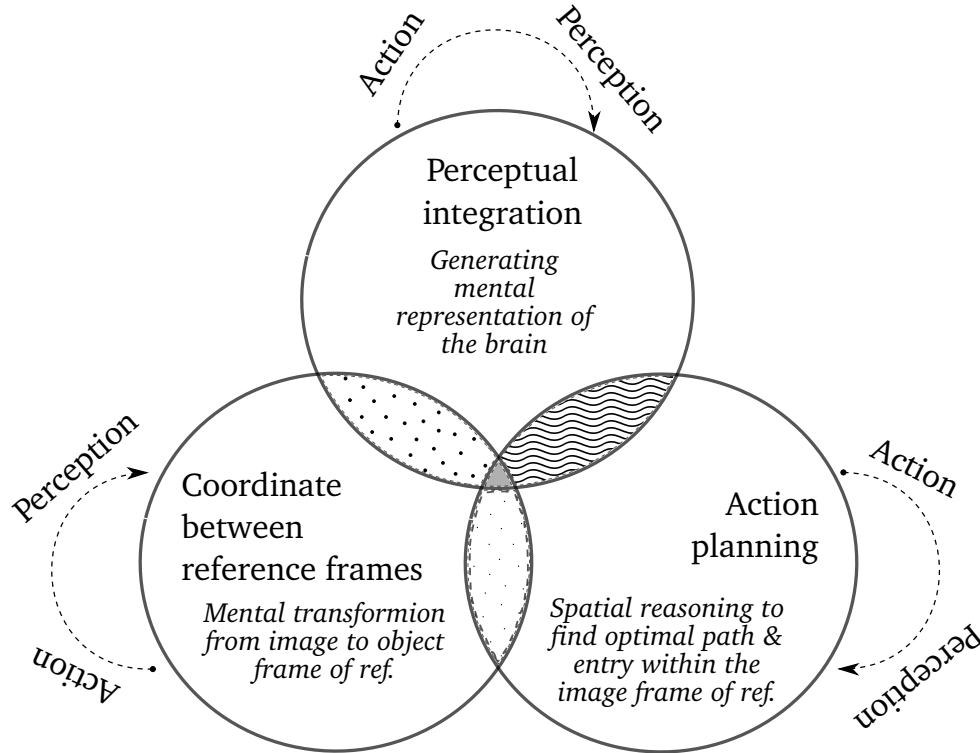 Action
Perception
Perceptual
integration
Generating
mental
representation of
the brain
Perception
Action
Coordinate
between
reference frames
Mental transformion
from image to object
frame of ref.
Action
planning
Spatial reasoning to
find optimal path &
entry within the
image frame of ref.
Action
Perception